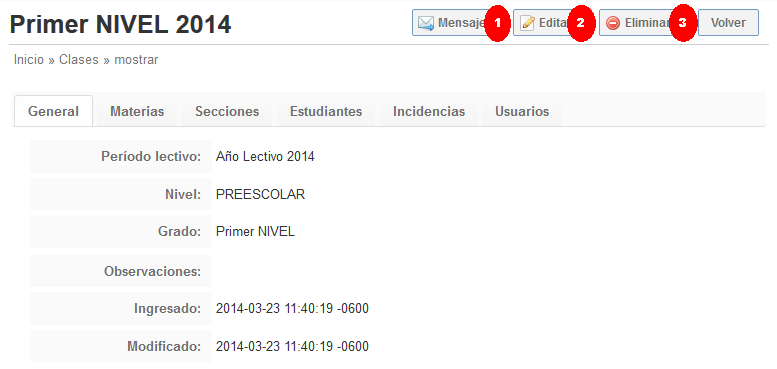 Primer NIVEL 2014
Mensaje 1 Edita 2 Elimina 3 Volver
Inicio » Clases » mostrar
General Materias Secciones Estudiantes Incidencias Usuarios
Período lectivo: Año Lectivo 2014
Nivel: PREESCOLAR
Grado: Primer NIVEL
Observaciones:
Ingresado: 2014-03-23 11:40:19 -0600
Modificado: 2014-03-23 11:40:19 -0600